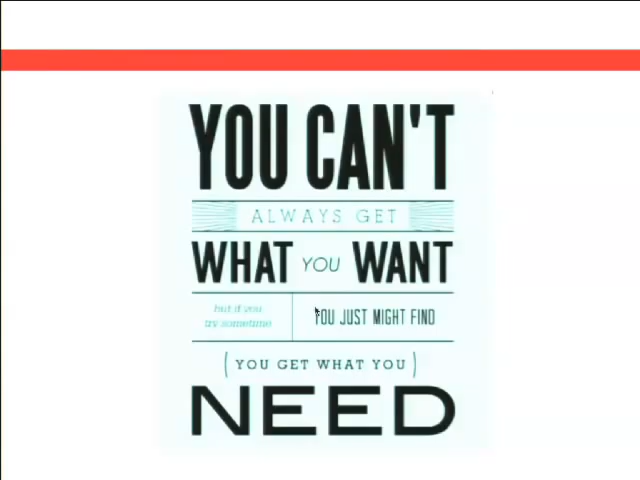 YOU CAN'T
ALWAYS GET
WHAT YOU WANT
but if you
try sometime
YOU JUST MIGHT FIND
(YOU GET WHAT YOU)
NEED